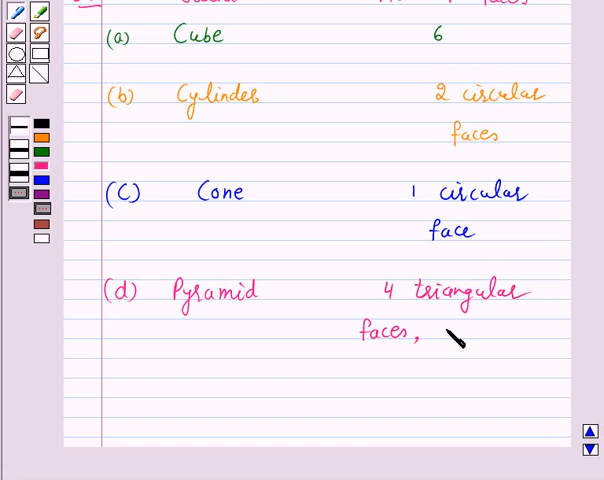 (a) Cube 6
(b) Cylinder 2 circular
faces
(C) Cone 1 circular
face
(d) Pyramid 4 triangular
faces,